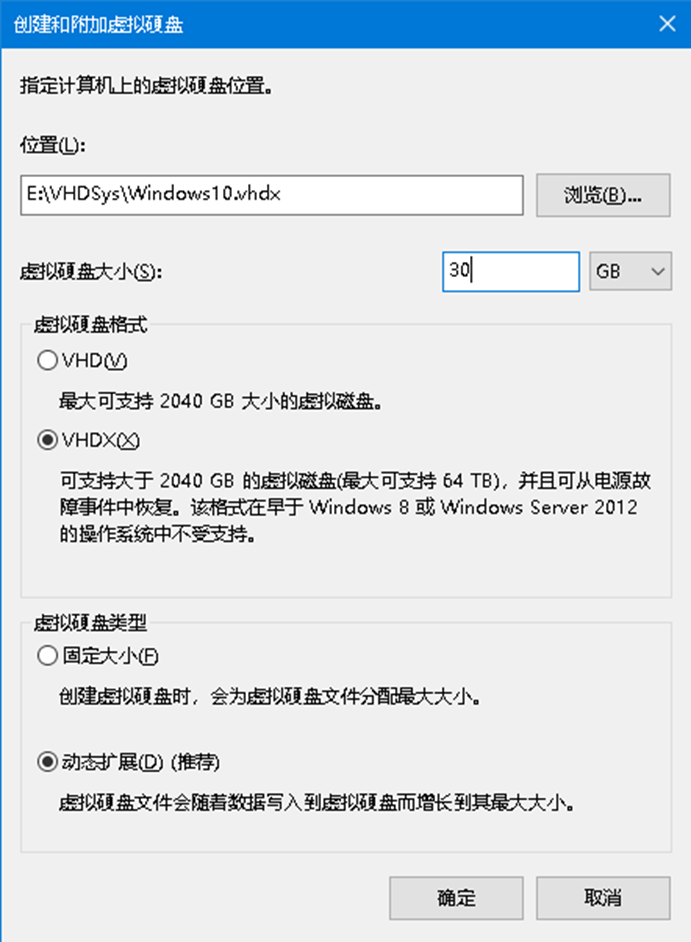 创建和附加虚拟硬盘
指定计算机上的虚拟硬盘位置。
位置(L):
E:\VHDSys\Windows10.vhdx 浏览(B)...
虚拟硬盘大小(S): 30 GB
虚拟硬盘格式
VHD(V)
最大可支持 2040 GB 大小的虚拟磁盘。
VHDX(X)
可支持大于 2040 GB 的虚拟磁盘(最大可支持 64 TB)，并且可从电源故
障事件中恢复。该格式在早于 Windows 8 或 Windows Server 2012
的操作系统中不受支持。
虚拟硬盘类型
固定大小(F)
创建虚拟硬盘时，会为虚拟硬盘文件分配最大大小。
动态扩展(D) (推荐)
虚拟硬盘文件会随着数据写入到虚拟硬盘而增长到其最大大小。
确定 取消